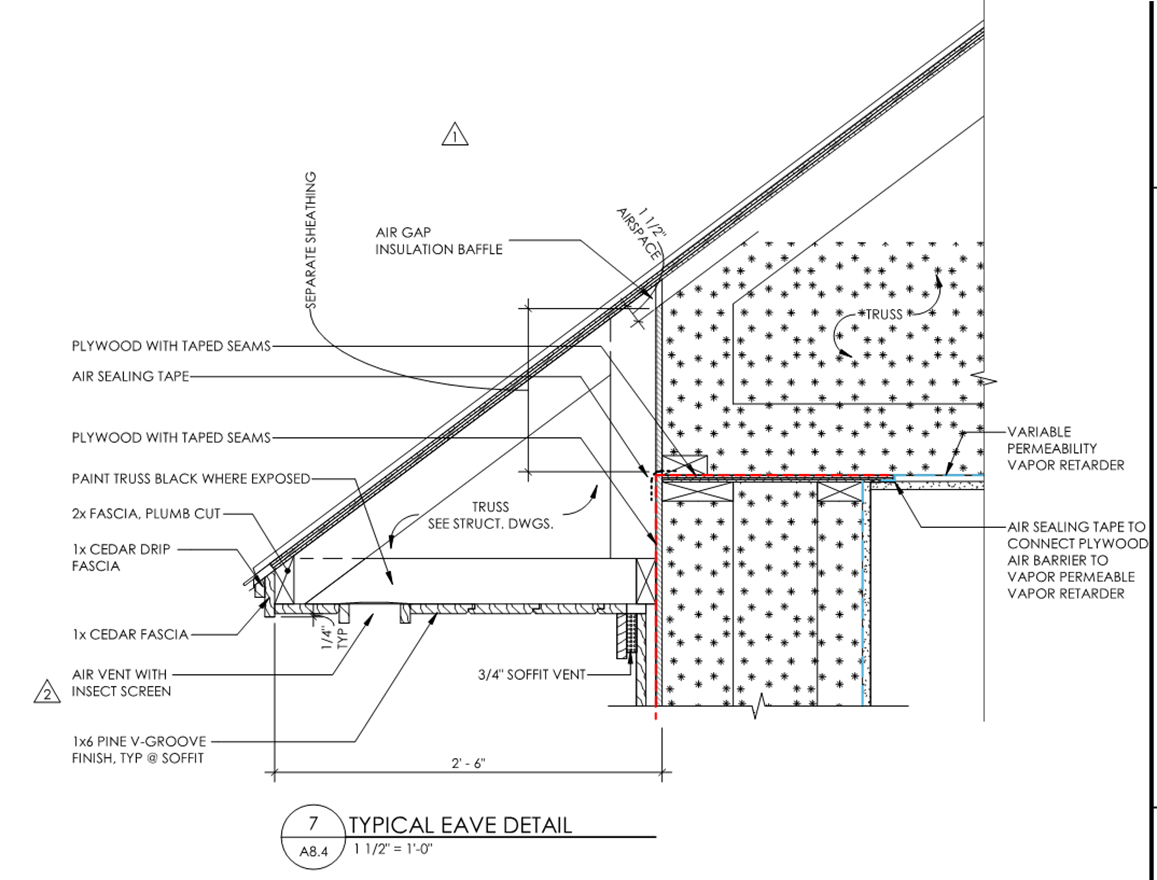 1
SEPARATE SHEATHING
AIR GAP
INSULATION BAFFLE
1 1/2"
AIRSPACE
TRUSS
PLYWOOD WITH TAPED SEAMS
AIR SEALING TAPE
PLYWOOD WITH TAPED SEAMS
PAINT TRUSS BLACK WHERE EXPOSED
2x FASCIA, PLUMB CUT
1x CEDAR DRIP
FASCIA
1x CEDAR FASCIA
2
AIR VENT WITH
INSECT SCREEN
1x6 PINE V-GROOVE
FINISH, TYP @ SOFFIT
TRUSS
SEE STRUCT. DWGS.
1/4"
TYP
3/4" SOFFIT VENT
VARIABLE
PERMEABILITY
VAPOR RETARDER
AIR SEALING TAPE TO
CONNECT PLYWOOD
AIR BARRIER TO
VAPOR PERMEABLE
VAPOR RETARDER
2' - 6"
7
A8.4
TYPICAL EAVE DETAIL
1 1/2" = 1'-0"